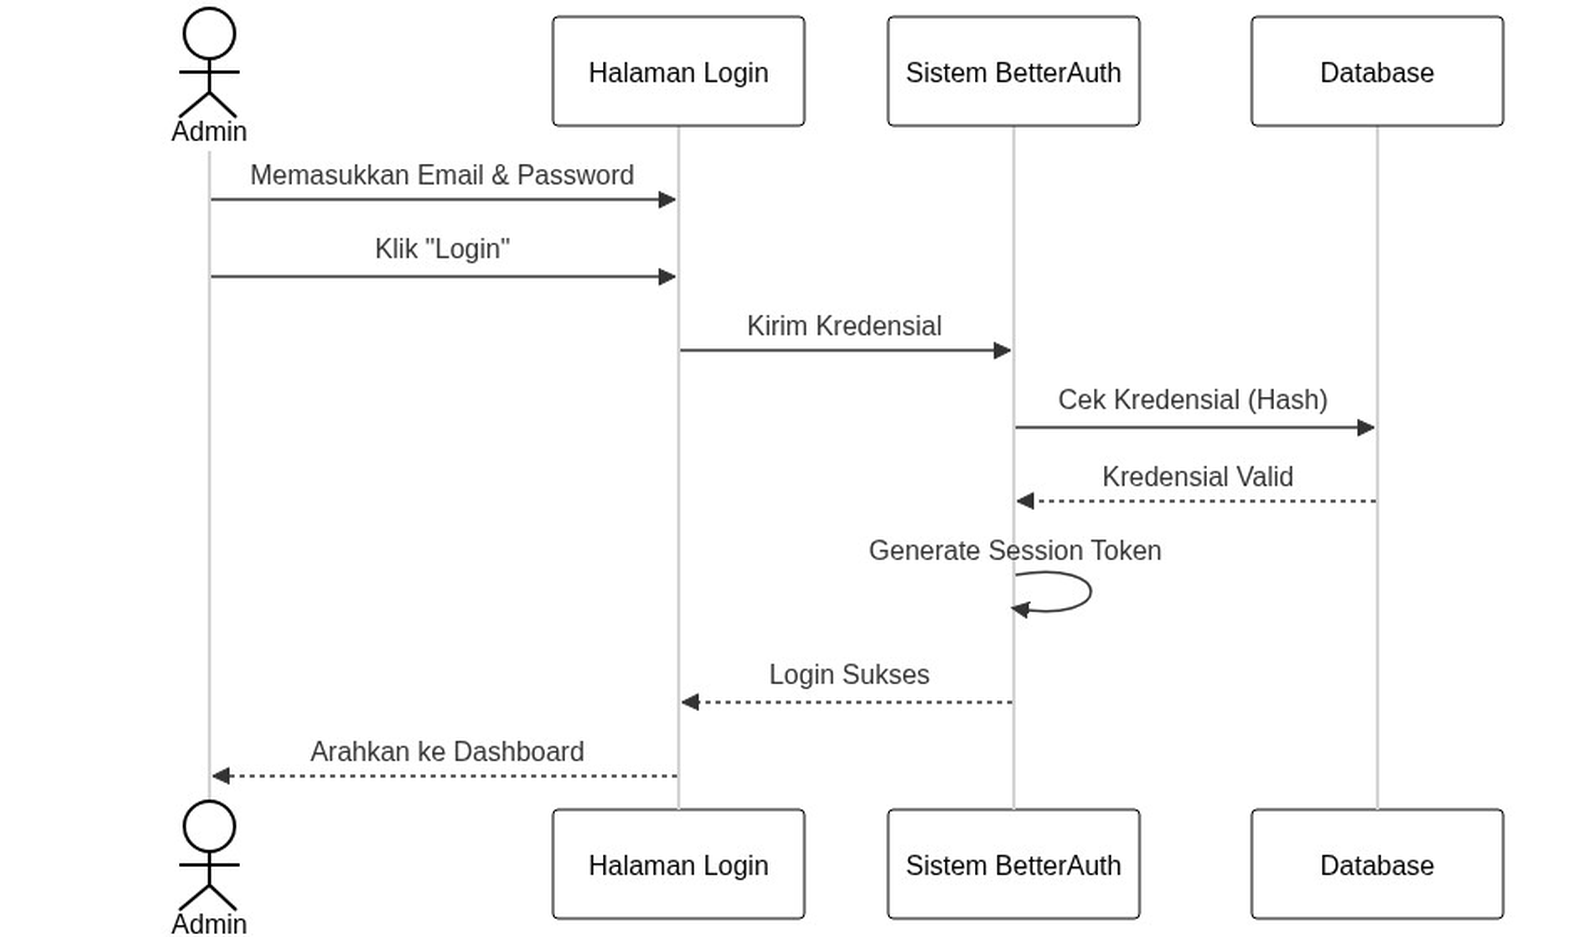 Admin
Halaman Login
Sistem BetterAuth
Database
Memasukkan Email & Password
Klik "Login"
Kirim Kredensial
Cek Kredensial (Hash)
Kredensial Valid
Generate Session Token
Login Sukses
Arahkan ke Dashboard
Admin
Halaman Login
Sistem BetterAuth
Database